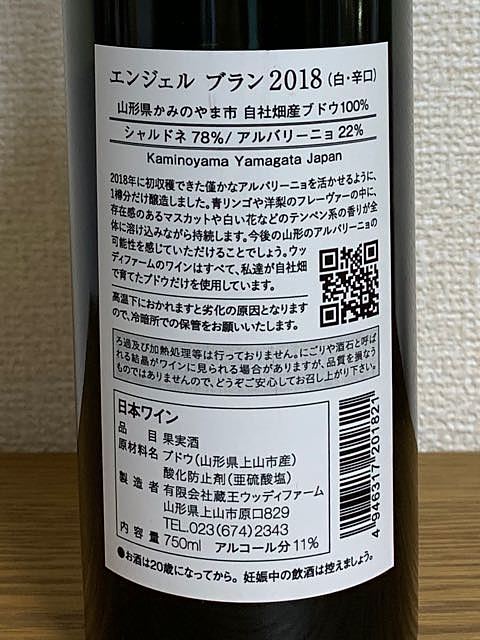 エンジェル ブラン2018(白・辛口)
山形県かみのやま市 自社畑産ブドウ100%
シャルドネ 78%/ アルバリーニョ 22%
Kaminoyama Yamagata Japan
2018年に初収穫できた僅かなアルバリーニョを活かせるように、
1樽分だけ醸造しました。青リンゴや洋梨のフレーヴァーの中に、
存在感のあるマスカットや白い花などのテンペン系の香りが全
体に溶け込みながら持続します。今後の山形のアルバリーニョの
可能性を感じていただけることでしょう。ウッ
ディファームのワインはすべて、私達が自社畑
で育てたブドウだけを使用しています。
高温下におかれますと劣化の原因となります
ので、冷暗所での保管をお願いいたします。
ろ過及び加熱処理等は行っておりません。にごりや酒石と呼ば
れる結晶がワインに見られる場合がありますが、品質を損なう
ものではありませんので、どうぞご安心してお召し上がり下さい。
日本ワイン
品目 果実酒
原材料名 ブドウ(山形県上山市産)
酸化防止剤(亜硫酸塩)
製造者 有限会社蔵王ウッディファーム
山形県上山市原口829
TEL.023(674)2343
内容量 750ml アルコール分 11%
4 946317 201821
●お酒は20歳になってから。妊娠中の飲酒は控えましょう。